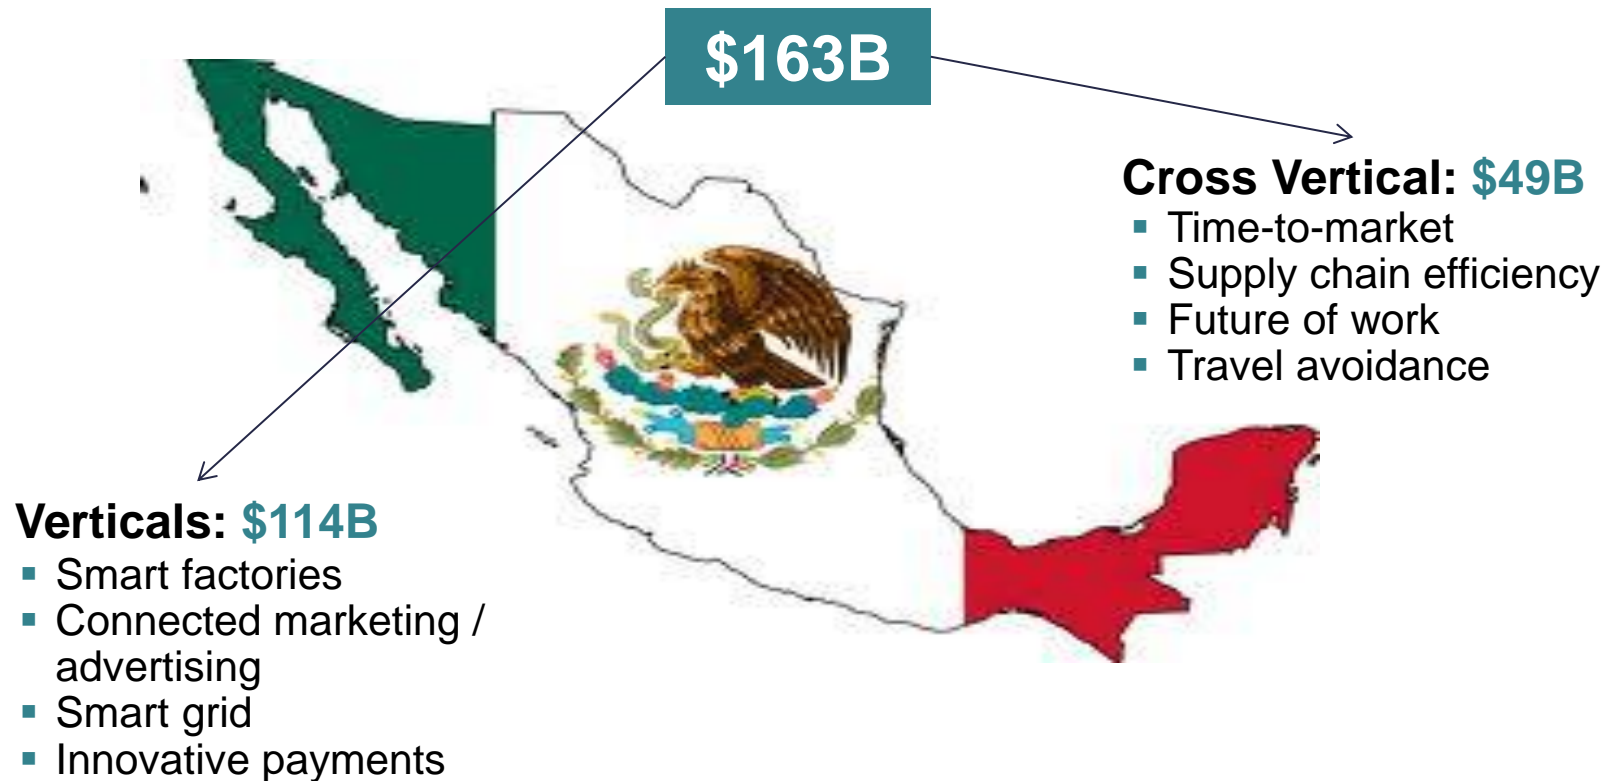 $163B
Cross Vertical: $49B
▪ Time-to-market
▪ Supply chain efficiency
▪ Future of work
▪ Travel avoidance
Verticals: $114B
▪ Smart factories
▪ Connected marketing /
advertising
▪ Smart grid
▪ Innovative payments